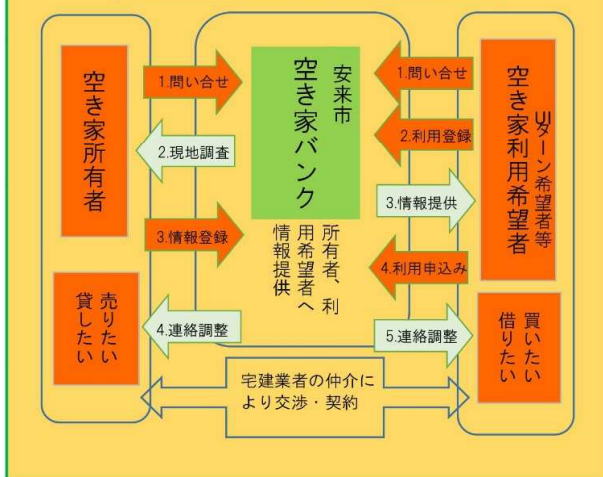 空き家所有者
1.問い合せ
2.現地調査
3.情報登録
4.連絡調整
売りたい
貸したい
安来市
空き家バンク
所有者、利
用希望者へ
情報提供
1.問い合せ
2.利用登録
3.情報提供
4.利用申込み
5.連絡調整
UIターン希望者等
空き家利用希望者
買いたい
借りたい
宅建業者の仲介に
より交渉・契約